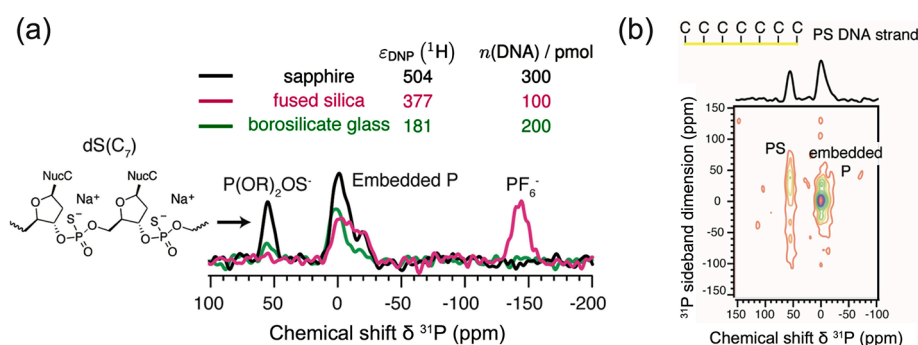 (a)
εDNP (¹H) n(DNA) / pmol
sapphire 504 300
fused silica 377 100
borosilicate glass 181 200
dS(C₇)
NucC NucC
Na⁺ Na⁺
S⁻ S⁻
O O O O
P P
O O O O
P(OR)₂OS⁻
Embedded P
PF₆⁻
100 50 0 -50 -100 -150 -200
Chemical shift δ ³¹P (ppm)
(b)
C C C C C C C
PS DNA strand
³¹P sideband dimension (ppm)
150
100
50
0
-50
-100
-150
PS
embedded
P
150 100 50 0 -50 -100
Chemical shift δ ³¹P (ppm)